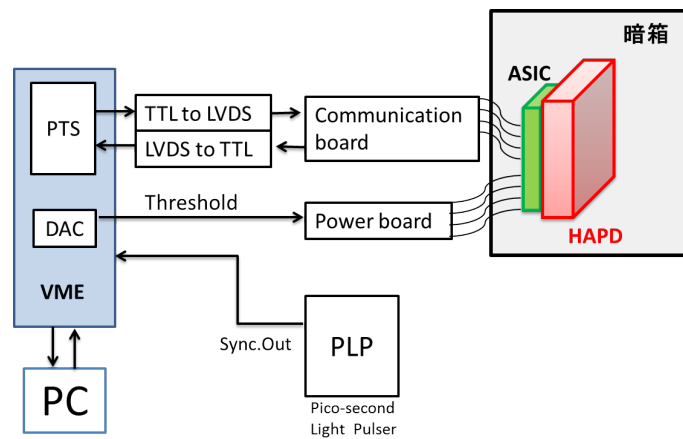 暗箱
ASIC
HAPD
PTS
TTL to LVDS
LVDS to TTL
Communication
board
DAC
Threshold
Power board
VME
Sync.Out
PLP
Pico-second
Light Pulser
PC